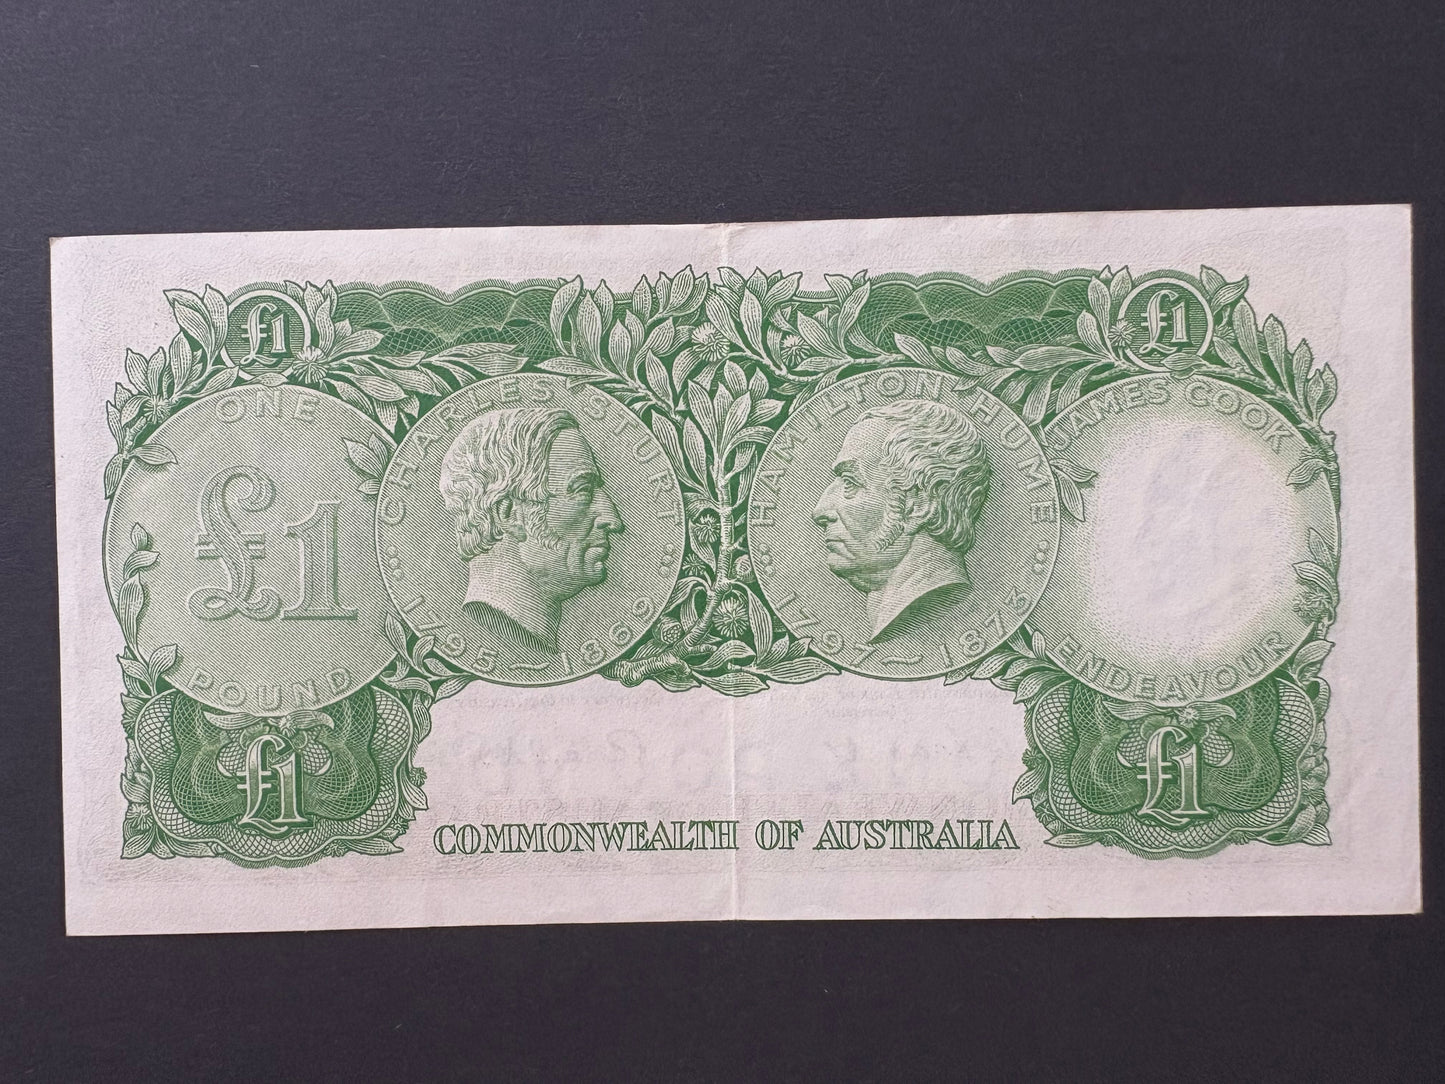 £1
£1
ONE
£1
POUND
CHARLES STURT
1795~1869
HAMILTON HUME
1797~1873
JAMES COOK
ENDEAVOUR
£1
£1
COMMONWEALTH OF AUSTRALIA